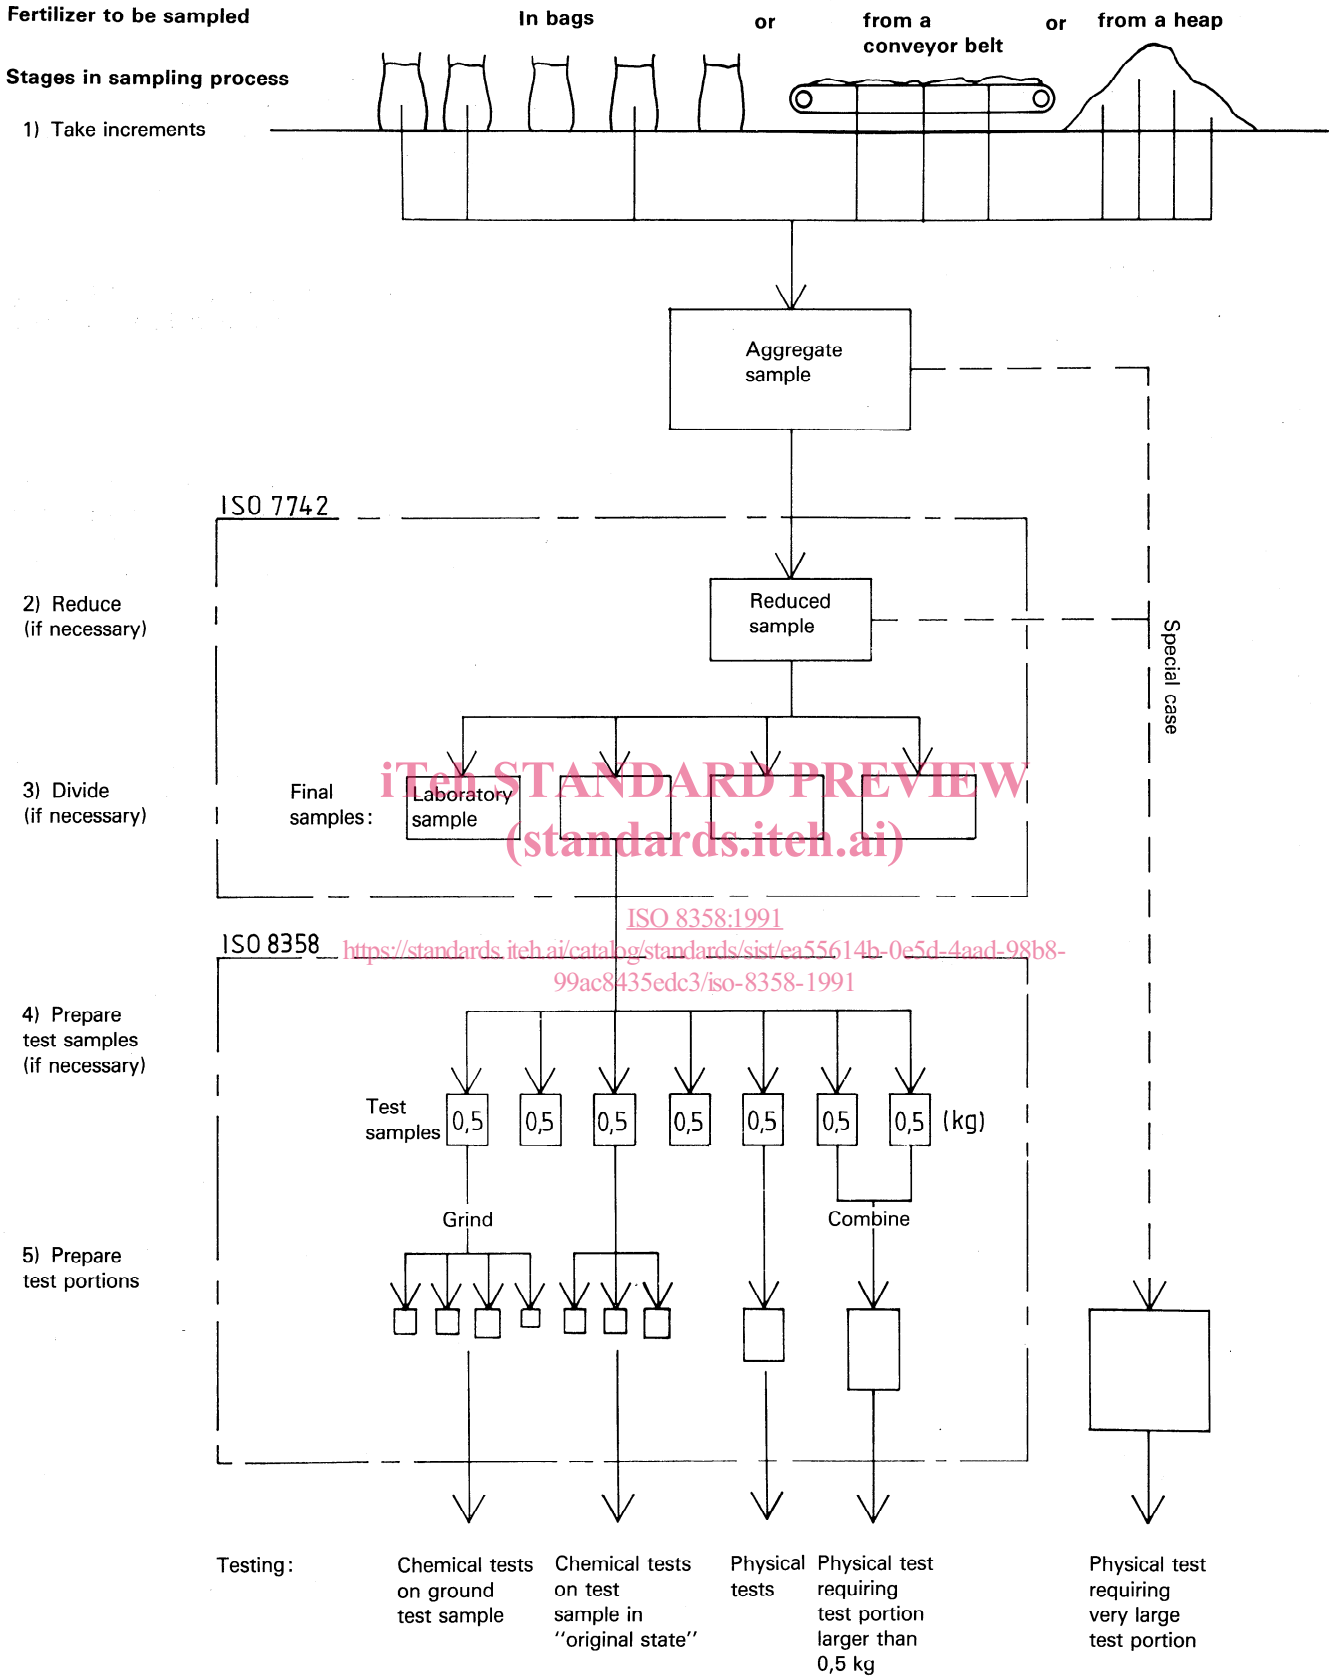 Fertilizer to be sampled
In bags
or
from a
conveyor belt
or
from a heap
Stages in sampling process
1) Take increments
Aggregate
sample
ISO 7742
2) Reduce
(if necessary)
Reduced
sample
Special case
3) Divide
(if necessary)
Final
samples:
Laboratory
sample
iTeh STANDARD PREVIEW
(standards.iteh.ai)
ISO 8358:1991
ISO 8358
https://standards.iteh.ai/catalog/standards/sist/ea55614b-0e5d-4aad-98b8-
99ac8435edc3/iso-8358-1991
4) Prepare
test samples
(if necessary)
Test
samples
0,5 0,5 0,5 0,5 0,5 0,5 0,5 (kg)
Grind
Combine
5) Prepare
test portions
Testing:
Chemical tests
on ground
test sample
Chemical tests
on test
sample in
"original state"
Physical
tests
Physical test
requiring
test portion
larger than
0,5 kg
Physical test
requiring
very large
test portion